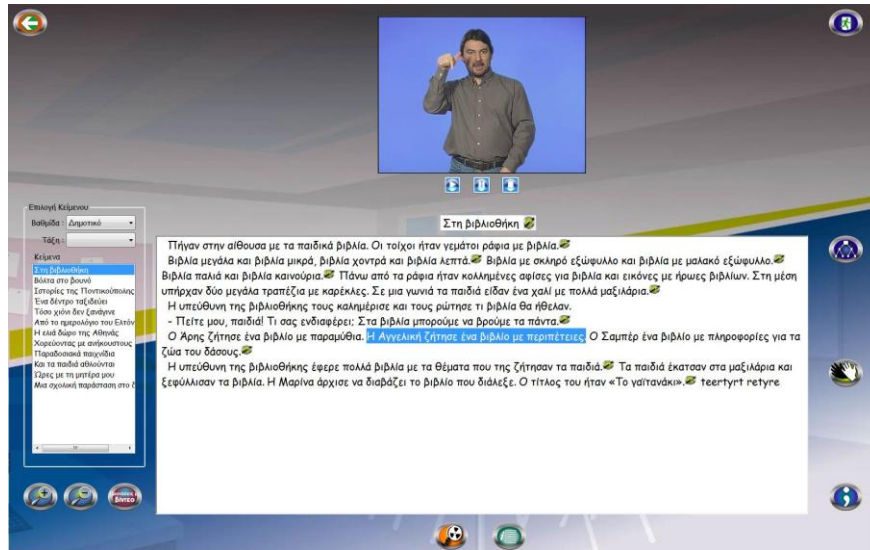 Στη βιβλιοθήκη
Επιλογή Κειμένου
Βαθμίδα : Δημοτικό
Τάξη :
Κείμενα
Στη βιβλιοθήκη
Βόλτα στο βουνό
Ιστορίες της Ποντικούπολης
Ένα δέντρο ταξιδεύει
Τόσο χιόνι δεν ξανάγινε
Από το ημερολόγιο του Ελτόν
Η ελιά δώρο της Αθηνάς
Χορεύοντας με ανήκουστους
Παραδοσιακά παιχνίδια
Και τα παιδιά αθλούνται
Ώρες με τη μητέρα μου
Μια σχολική παράσταση στο
ΒΙΝΤΕΟ
Πήγαν στην αίθουσα με τα παιδικά βιβλία. Οι τοίχοι ήταν γεμάτοι ράφια με βιβλία.
Βιβλία μεγάλα και βιβλία μικρά, βιβλία χοντρά και βιβλία λεπτά. Βιβλία με σκληρό εξώφυλλο και βιβλία με μαλακό εξώφυλλο.
Βιβλία παλιά και βιβλία καινούρια. Πάνω από τα ράφια ήταν κολλημένες αφίσες για βιβλία και εικόνες με ήρωες βιβλίων. Στη μέση
υπήρχαν δύο μεγάλα τραπέζια με καρέκλες. Σε μια γωνιά τα παιδιά είδαν ένα χαλί με πολλά μαξιλάρια.
Η υπεύθυνη της βιβλιοθήκης τους καλημέρισε και τους ρώτησε τι βιβλία θα ήθελαν.
- Πείτε μου, παιδιά! Τι σας ενδιαφέρει; Στα βιβλία μπορούμε να βρούμε τα πάντα.
Ο Άρης ζήτησε ένα βιβλίο με παραμύθια. Η Αγγελική ζήτησε ένα βιβλίο με περιπέτειες. Ο Σαμπέρ ένα βιβλίο με πληροφορίες για τα
ζώα του δάσους.
Η υπεύθυνη της βιβλιοθήκης έφερε πολλά βιβλία με τα θέματα που της ζήτησαν τα παιδιά. Τα παιδιά έκατσαν στα μαξιλάρια και
ξεφύλλισαν τα βιβλία. Η Μαρίνα άρχισε να διαβάζει το βιβλίο που διάλεξε. Ο τίτλος του ήταν «Το γαϊτανάκι». teertyrt retyre